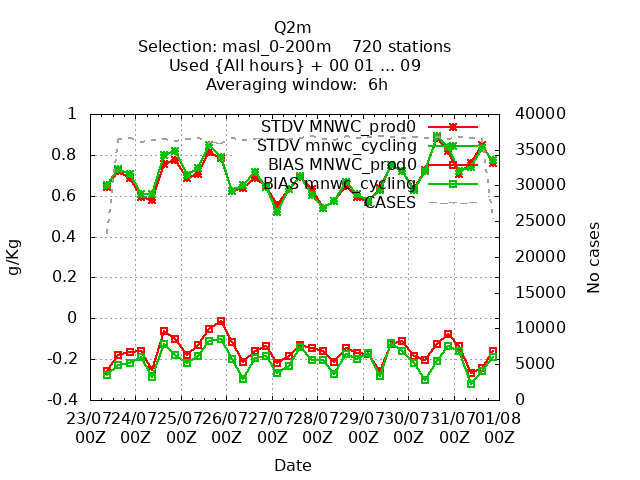 Q2m
Selection: masl_0-200m    720 stations
Used {All hours} + 00 01 ... 09
Averaging window:  6h
1
0.8
0.6
0.4
0.2
0
-0.2
-0.4
g/Kg
STDV MNWC_prod0
STDV mnwc_cycling
BIAS MNWC_prod0
BIAS mnwc_cycling
CASES
40000
35000
30000
25000
20000
15000
10000
5000
0
No cases
23/07 24/07 25/07 26/07 27/07 28/07 29/07 30/07 31/07 01/08
00Z 00Z 00Z 00Z 00Z 00Z 00Z 00Z 00Z 00Z
Date